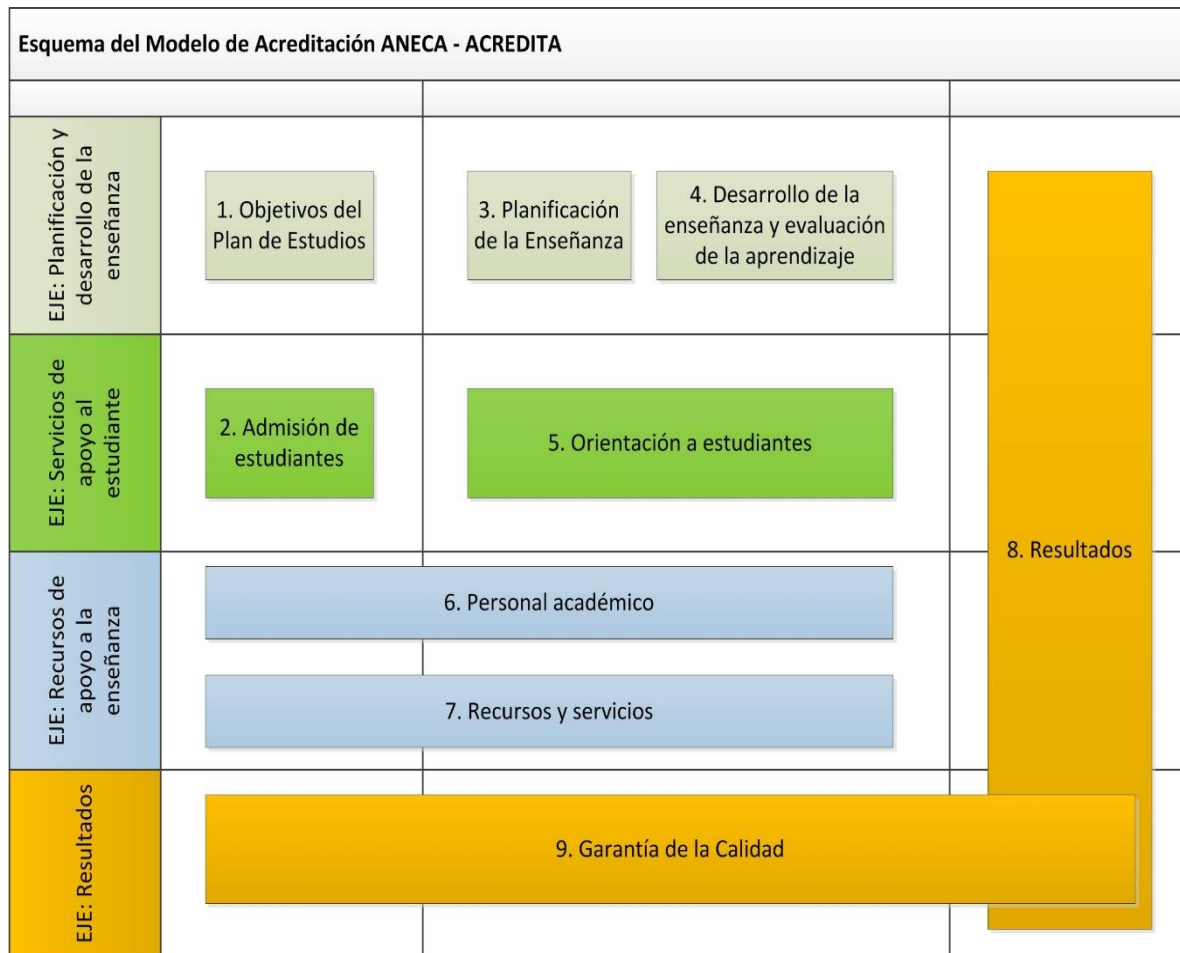 Esquema del Modelo de Acreditación ANECA - ACREDITA
EJE: Planificación y
desarrollo de la
enseñanza
1. Objetivos del
Plan de Estudios
3. Planificación
de la Enseñanza
4. Desarrollo de la
enseñanza y evaluación
de la aprendizaje
EJE: Servicios de
apoyo al
estudiante
2. Admisión de
estudiantes
5. Orientación a estudiantes
8. Resultados
EJE: Recursos de
apoyo a la
enseñanza
6. Personal académico
7. Recursos y servicios
EJE: Resultados
9. Garantía de la Calidad